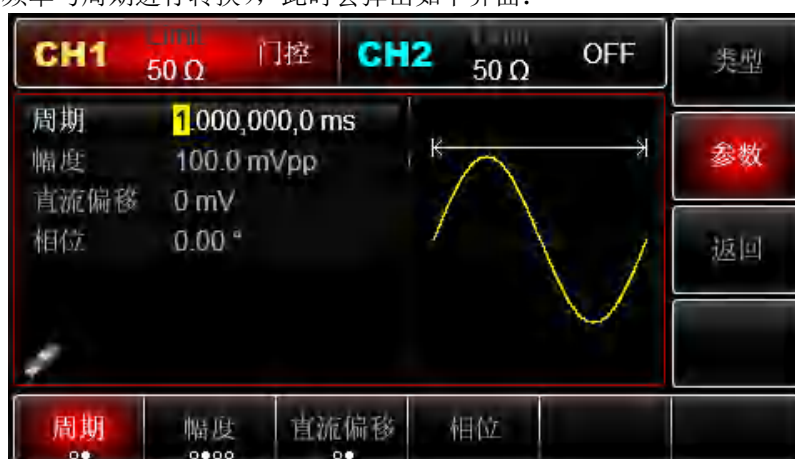 频率与周期进行转换），此时会弹出如下界面：
CH1 Limit 门控 CH2 Limit OFF 类型
50 Ω 50 Ω
周期 1.000,000,0 ms
幅度 100.0 mVpp 参数
直流偏移 0 mV
相位 0.00 ° 返回
周期 幅度 直流偏移 相位